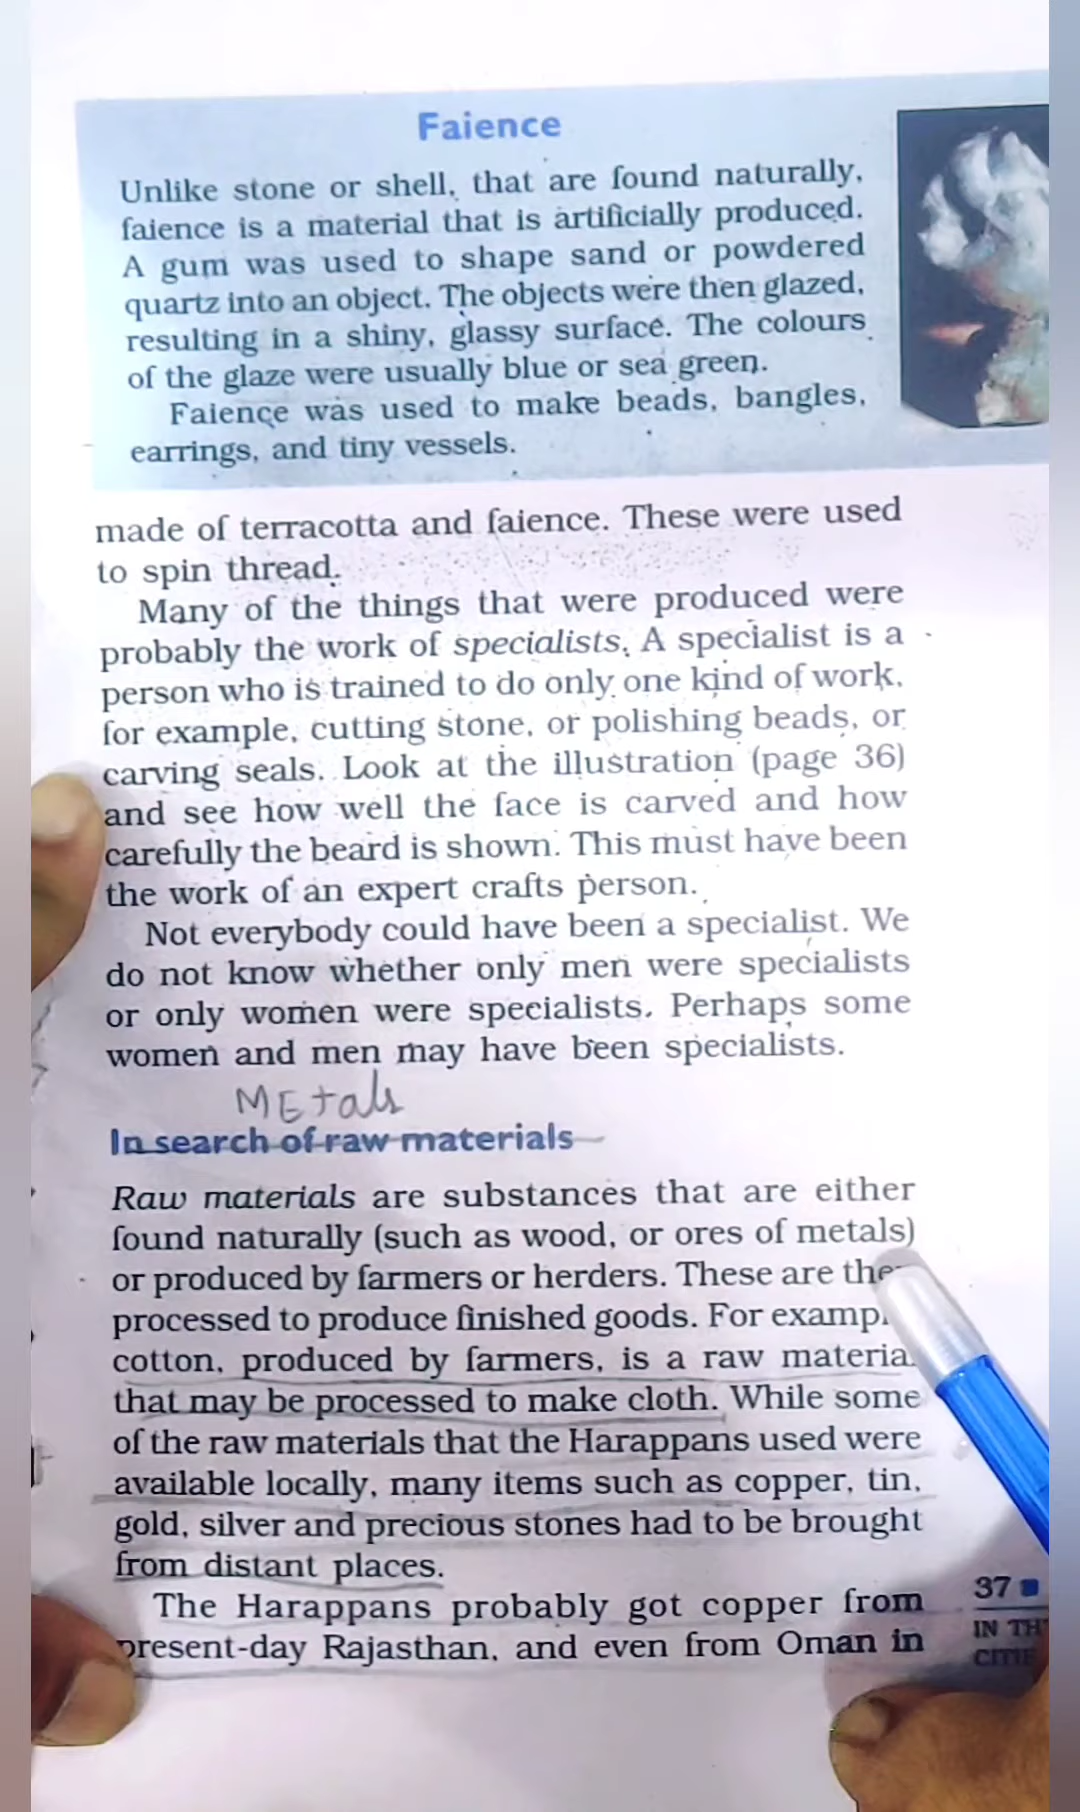 Faience
Unlike stone or shell, that are found naturally,
faience is a material that is artificially produced.
A gum was used to shape sand or powdered
quartz into an object. The objects were then glazed,
resulting in a shiny, glassy surface. The colours
of the glaze were usually blue or sea green.
Faience was used to make beads, bangles,
earrings, and tiny vessels.
made of terracotta and faience. These were used
to spin thread.
Many of the things that were produced were
probably the work of specialists. A specialist is a
person who is trained to do only one kind of work,
for example, cutting stone, or polishing beads, or
carving seals. Look at the illustration (page 36)
and see how well the face is carved and how
carefully the beard is shown. This must have been
the work of an expert crafts person.
Not everybody could have been a specialist. We
do not know whether only men were specialists
or only women were specialists. Perhaps some
women and men may have been specialists.
METals
In search of raw materials
Raw materials are substances that are either
found naturally (such as wood, or ores of metals)
or produced by farmers or herders. These are
processed to produce finished goods. For
cotton, produced by farmers, is a raw
that may be processed to make cloth. While some
of the raw materials that the Harappans used were
available locally, many items such as copper, tin,
gold, silver and precious stones had to be brought
from distant places.
The Harappans probably got copper from
present-day Rajasthan, and even from Oman in
37
IN